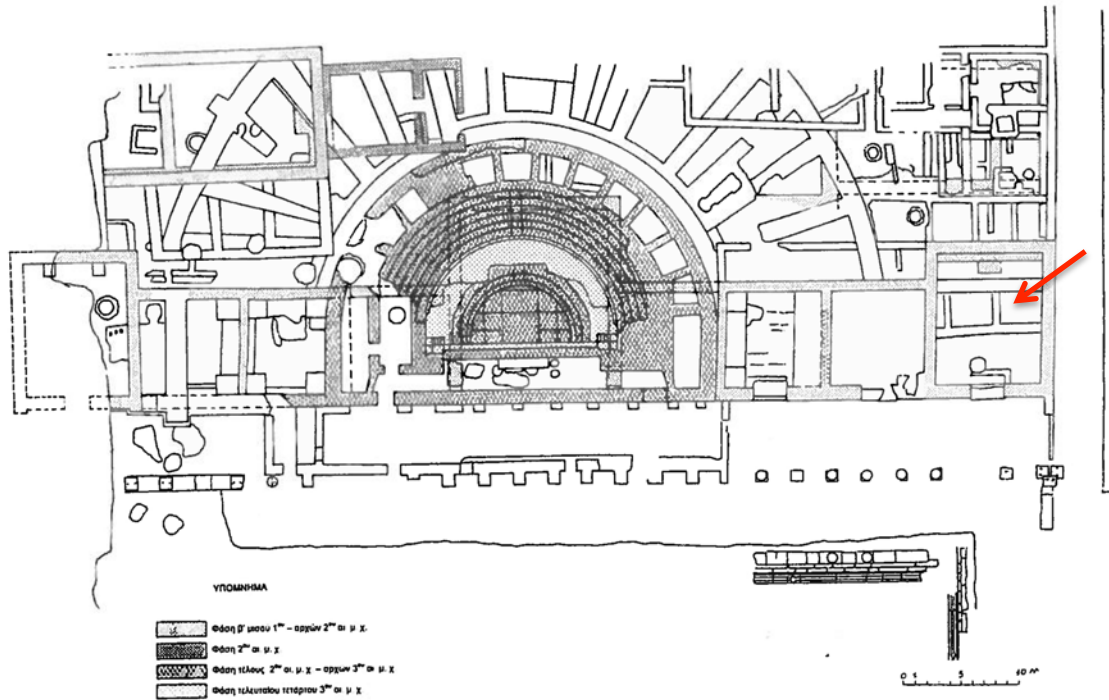 ΥΠΟΜΝΗΜΑ
Φάση β' μισού 1ου – αρχών 2ου αι. μ. χ.
Φάση 2ου αι. μ. χ
Φάση τέλους 2ου αι. μ. χ – αρχών 3ου αι μ. χ
Φάση τελευταίου τετάρτου 3ου αι μ χ
0 1 5 10 m